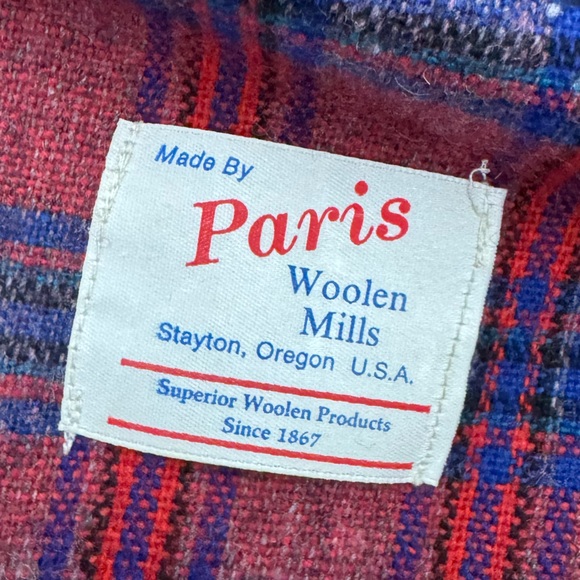 Made By
Paris
Woolen
Mills
Stayton, Oregon U.S.A.
Superior Woolen Products
Since 1867